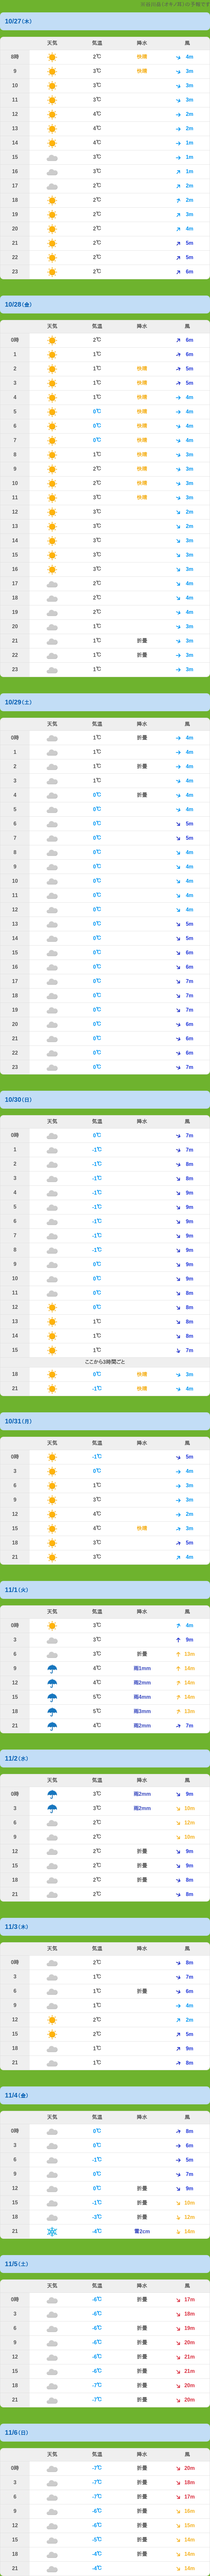 10/27(木)
天気 気温 降水 風
8時 2℃ 快晴 4m
9 3℃ 快晴 3m
10 3℃ 3m
11 3℃ 3m
12 4℃ 2m
13 4℃ 2m
14 4℃ 1m
15 3℃ 1m
16 3℃ 1m
17 2℃ 2m
18 2℃ 2m
19 2℃ 3m
20 2℃ 4m
21 2℃ 5m
22 2℃ 5m
23 2℃ 6m
10/28(金)
天気 気温 降水 風
0時 2℃ 6m
1 1℃ 6m
2 1℃ 快晴 5m
3 1℃ 快晴 5m
4 1℃ 快晴 4m
5 0℃ 快晴 4m
6 0℃ 快晴 4m
7 0℃ 快晴 4m
8 1℃ 快晴 3m
9 2℃ 快晴 3m
10 2℃ 快晴 3m
11 3℃ 快晴 3m
12 3℃ 2m
13 3℃ 2m
14 3℃ 3m
15 3℃ 3m
16 3℃ 3m
17 2℃ 4m
18 2℃ 4m
19 2℃ 4m
20 1℃ 3m
21 1℃ 折畳 3m
22 1℃ 折畳 3m
23 1℃ 3m
10/29(土)
天気 気温 降水 風
0時 1℃ 折畳 4m
1 1℃ 4m
2 1℃ 折畳 4m
3 1℃ 4m
4 0℃ 折畳 4m
5 0℃ 4m
6 0℃ 5m
7 0℃ 5m
8 0℃ 4m
9 0℃ 4m
10 0℃ 4m
11 0℃ 4m
12 0℃ 4m
13 0℃ 5m
14 0℃ 5m
15 0℃ 6m
16 0℃ 6m
17 0℃ 7m
18 0℃ 7m
19 0℃ 7m
20 0℃ 6m
21 0℃ 6m
22 0℃ 6m
23 0℃ 7m
10/30(日)
天気 気温 降水 風
0時 0℃ 7m
1 -1℃ 7m
2 -1℃ 8m
3 -1℃ 8m
4 -1℃ 9m
5 -1℃ 9m
6 -1℃ 9m
7 -1℃ 9m
8 -1℃ 9m
9 0℃ 9m
10 0℃ 9m
11 0℃ 8m
12 0℃ 8m
13 1℃ 8m
14 1℃ 8m
15 1℃ 7m
ここから3時間ごと
18 0℃ 快晴 3m
21 -1℃ 快晴 4m
10/31(月)
天気 気温 降水 風
0時 -1℃ 5m
3 0℃ 4m
6 1℃ 3m
9 3℃ 3m
12 4℃ 2m
15 4℃ 快晴 3m
18 3℃ 5m
21 3℃ 4m
11/1(火)
天気 気温 降水 風
0時 3℃ 4m
3 3℃ 9m
6 3℃ 折畳 13m
9 4℃ 雨1mm 14m
12 4℃ 雨2mm 14m
15 5℃ 雨4mm 14m
18 5℃ 雨3mm 13m
21 4℃ 雨2mm 7m
11/2(水)
天気 気温 降水 風
0時 3℃ 雨2mm 9m
3 3℃ 雨2mm 10m
6 2℃ 12m
9 2℃ 10m
12 2℃ 折畳 9m
15 2℃ 折畳 9m
18 2℃ 折畳 8m
21 2℃ 8m
11/3(木)
天気 気温 降水 風
0時 2℃ 8m
3 1℃ 7m
6 1℃ 折畳 6m
9 1℃ 4m
12 2℃ 2m
15 2℃ 5m
18 1℃ 9m
21 1℃ 8m
11/4(金)
天気 気温 降水 風
0時 0℃ 8m
3 0℃ 6m
6 -1℃ 5m
9 0℃ 7m
12 0℃ 折畳 9m
15 -1℃ 折畳 10m
18 -3℃ 折畳 12m
21 -4℃ 雪2cm 14m
11/5(土)
天気 気温 降水 風
0時 -6℃ 折畳 17m
3 -6℃ 18m
6 -6℃ 折畳 19m
9 -6℃ 折畳 20m
12 -6℃ 折畳 21m
15 -6℃ 折畳 21m
18 -7℃ 折畳 20m
21 -7℃ 折畳 20m
11/6(日)
天気 気温 降水 風
0時 -7℃ 折畳 20m
3 -7℃ 折畳 18m
6 -7℃ 折畳 17m
9 -6℃ 折畳 16m
12 -6℃ 折畳 15m
15 -5℃ 折畳 14m
18 -4℃ 折畳 14m
21 -4℃ 14m